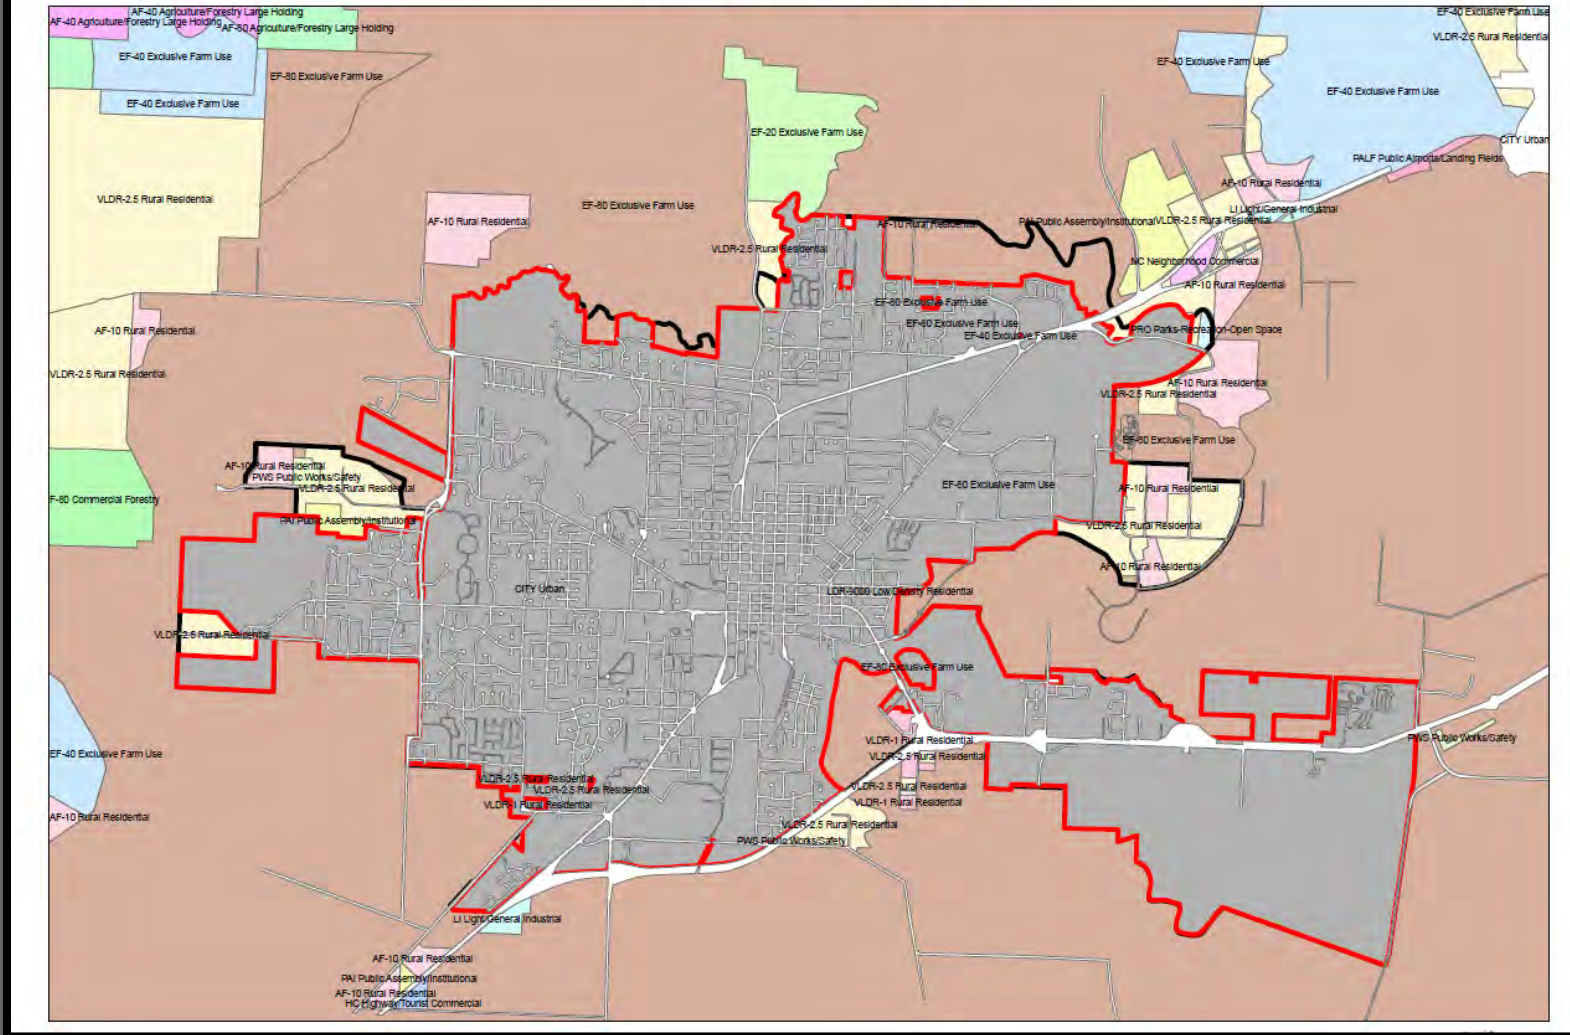 AF-40 Agriculture/Forestry Large Holding
EF-40 Exclusive Farm Use
AF-40 Agriculture/Forestry Large Holding
AF-80 Agriculture/Forestry Large Holding
VLDR-2.5 Rural Residential
EF-40 Exclusive Farm Use
EF-40 Exclusive Farm Use
EF-80 Exclusive Farm Use
EF-40 Exclusive Farm Use
EF-40 Exclusive Farm Use
EF-20 Exclusive Farm Use
CITY Urban
PALF Public Airports/Landing Fields
AF-10 Rural Residential
VLDR-2.5 Rural Residential
EF-80 Exclusive Farm Use
LI Light/General Industrial
AF-10 Rural Residential
AF-10 Rural Residential
PAI Public Assembly/Institutional
VLDR-2.5 Rural Residential
VLDR-2.5 Rural Residential
NC Neighborhood Commercial
AF-10 Rural Residential
EF-80 Exclusive Farm Use
EF-80 Exclusive Farm Use
AF-10 Rural Residential
PRO Parks-Recreation-Open Space
EF-40 Exclusive Farm Use
VLDR-2.5 Rural Residential
AF-10 Rural Residential
VLDR-2.5 Rural Residential
EF-80 Exclusive Farm Use
AF-10 Rural Residential
PWS Public Works/Safety
VLDR-2.5 Rural Residential
EF-80 Exclusive Farm Use
AF-10 Rural Residential
F-80 Commercial Forestry
PAI Public Assembly/Institutional
VLDR-2.5 Rural Residential
AF-10 Rural Residential
CITY Urban
LDR-9000 Low Density Residential
VLDR-2.5 Rural Residential
EF-80 Exclusive Farm Use
VLDR-1 Rural Residential
PWS Public Works/Safety
EF-40 Exclusive Farm Use
VLDR-2.5 Rural Residential
VLDR-2.5 Rural Residential
VLDR-2.5 Rural Residential
VLDR-2.5 Rural Residential
VLDR-1 Rural Residential
VLDR-1 Rural Residential
AF-10 Rural Residential
VLDR-2.5 Rural Residential
PWS Public Works/Safety
LI Light/General Industrial
AF-10 Rural Residential
PAI Public Assembly/Institutional
AF-10 Rural Residential
HC Highway/Tourist Commercial